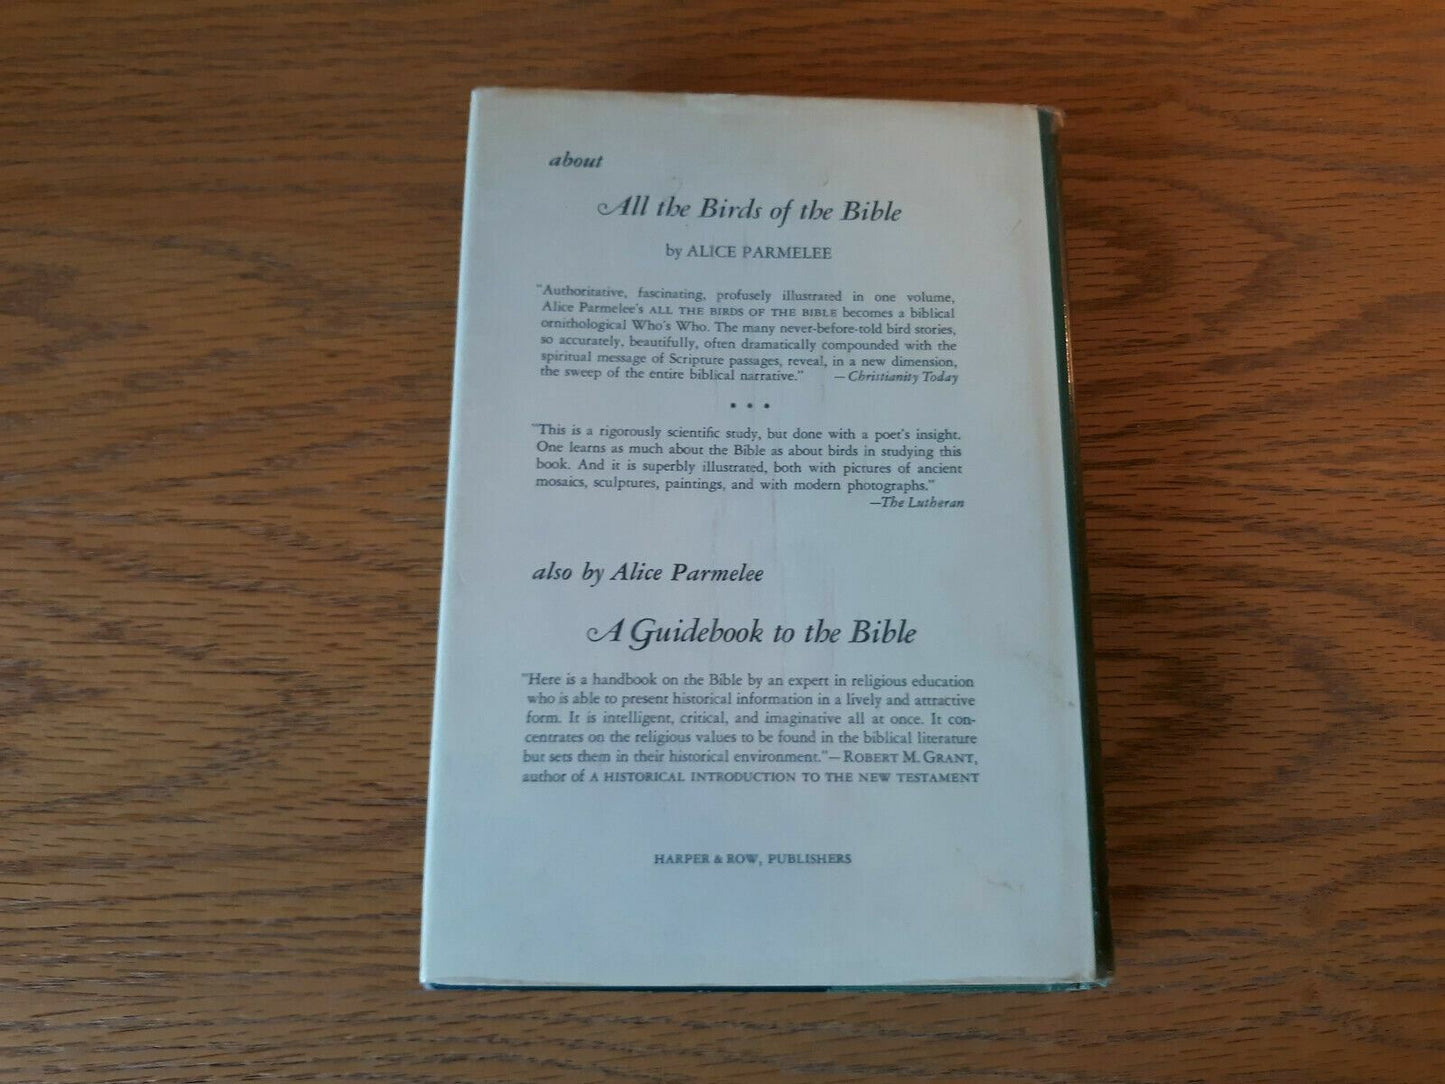 about
All the Birds of the Bible
by ALICE PARMELEE
"Authoritative, fascinating, profusely illustrated in one volume,
Alice Parmelee's ALL THE BIRDS OF THE BIBLE becomes a biblical
ornithological Who's Who. The many never-before-told bird stories,
so accurately, beautifully, often dramatically compounded with the
spiritual message of Scripture passages, reveal, in a new dimension,
the sweep of the entire biblical narrative." —Christianity Today
• • •
"This is a rigorously scientific study, but done with a poet's insight.
One learns as much about the Bible as about birds in studying this
book. And it is superbly illustrated, both with pictures of ancient
mosaics, sculptures, paintings, and with modern photographs."
—The Lutheran
also by Alice Parmelee
A Guidebook to the Bible
"Here is a handbook on the Bible by an expert in religious education
who is able to present historical information in a lively and attractive
form. It is intelligent, critical, and imaginative all at once. It con-
centrates on the religious values to be found in the biblical literature
but sets them in their historical environment."—ROBERT M. GRANT,
author of A HISTORICAL INTRODUCTION TO THE NEW TESTAMENT
HARPER & ROW, PUBLISHERS